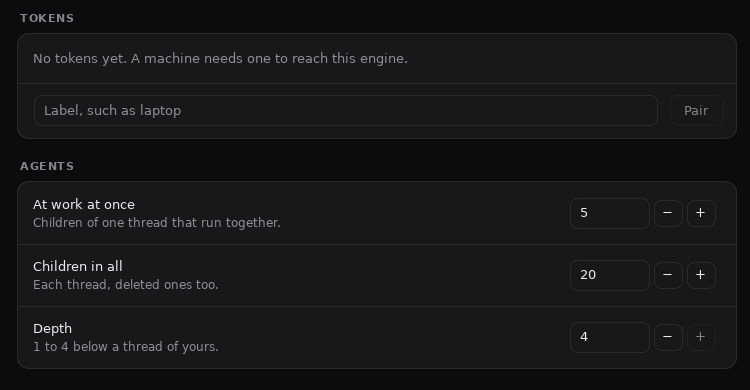 TOKENS
No tokens yet. A machine needs one to reach this engine.
Label, such as laptop
Pair
AGENTS
At work at once
Children of one thread that run together.
5
−
+
Children in all
Each thread, deleted ones too.
20
−
+
Depth
1 to 4 below a thread of yours.
4
−
+